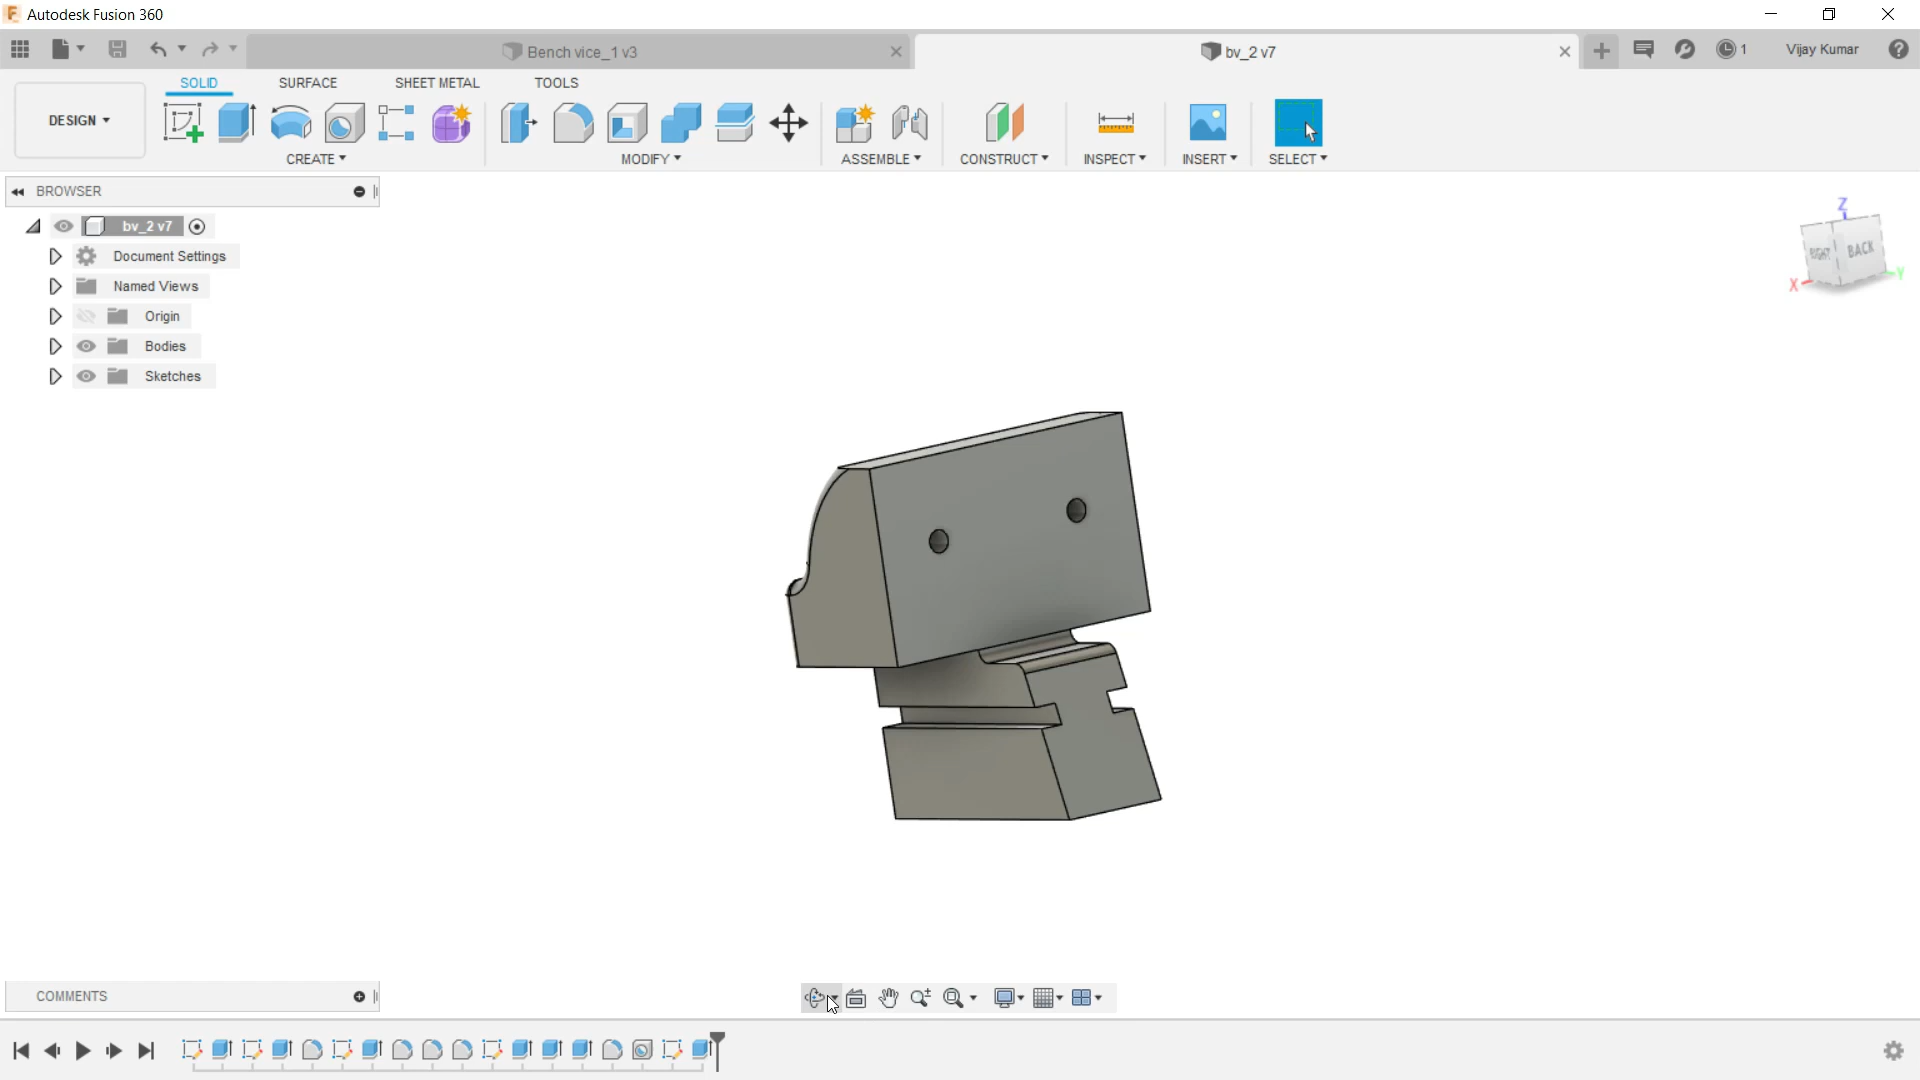 Autodesk Fusion 360
Bench vice_1 v3
bv_2 v7
1
Vijay Kumar
SOLID
SURFACE
SHEET METAL
TOOLS
DESIGN
CREATE
MODIFY
ASSEMBLE
CONSTRUCT
INSPECT
INSERT
SELECT
BROWSER
bv_2 v7
Document Settings
Named Views
Origin
Bodies
Sketches
Z
RIGHT
BACK
X
Y
COMMENTS